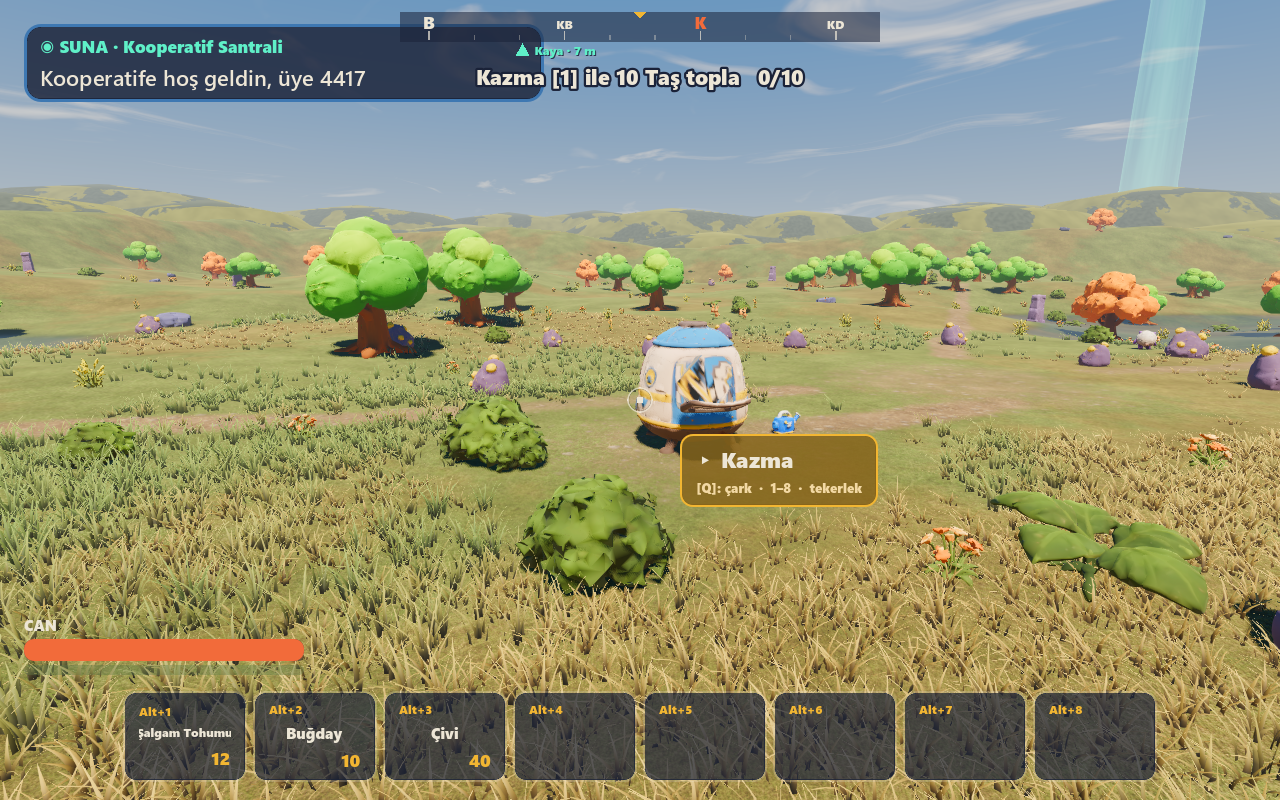 B KB K KD
◉ SUNA · Kooperatif Santrali
Kaya · 7 m
Kooperatife hoş geldin, üye 4417
Kazma [1] ile 10 Taş topla 0/10
▸ Kazma
[Q]: çark · 1–8 · tekerlek
CAN
Alt+1 Alt+2 Alt+3 Alt+4 Alt+5 Alt+6 Alt+7 Alt+8
Şalgam Tohumu Buğday Çivi
12 10 40